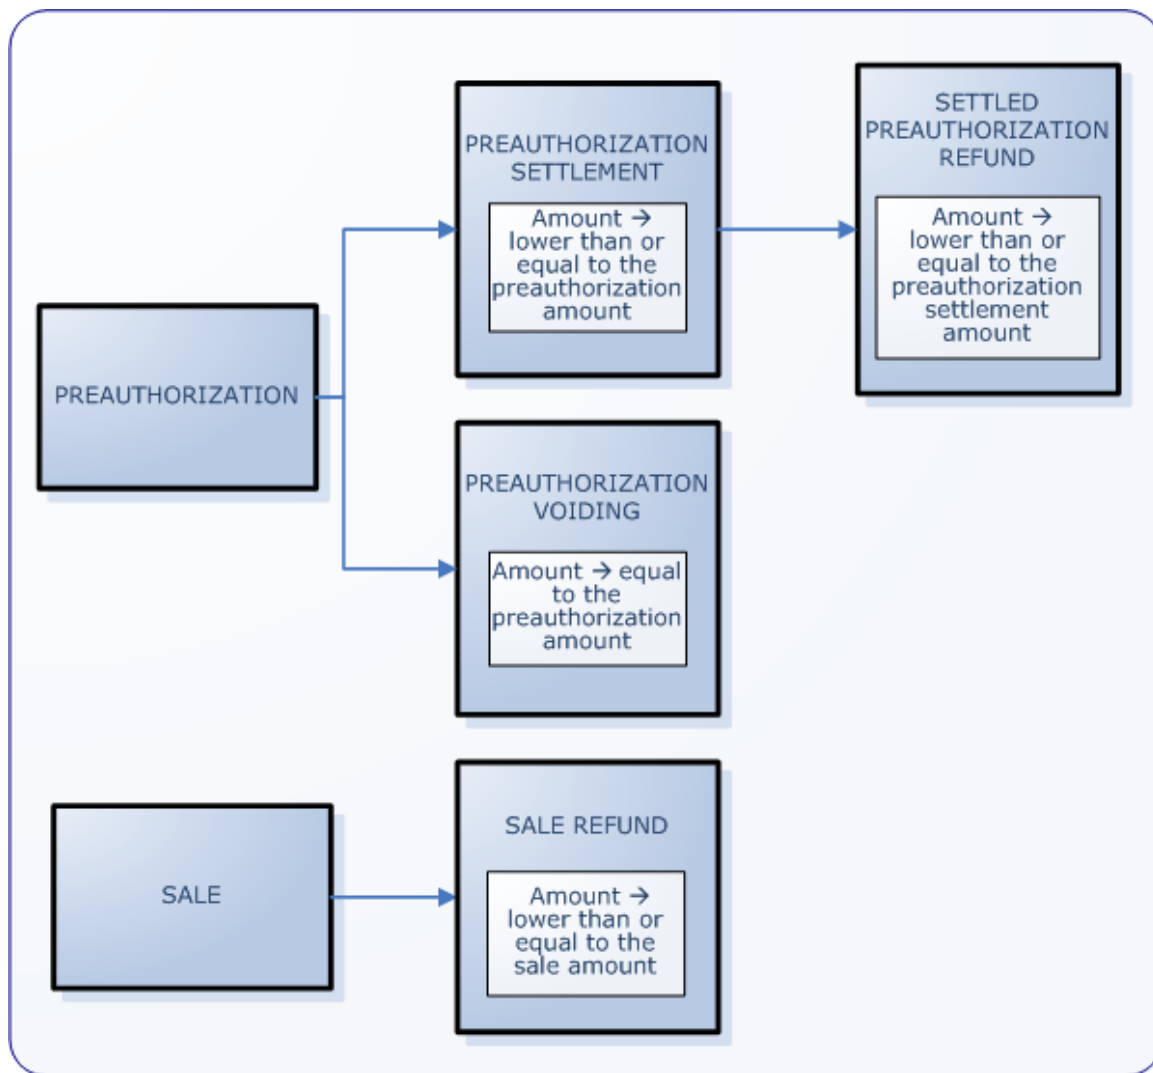 PREAUTHORIZATION
PREAUTHORIZATION
SETTLEMENT
Amount →
lower than or
equal to the
preauthorization
amount
SETTLED
PREAUTHORIZATION
REFUND
Amount →
lower than or
equal to the
preauthorization
settlement
amount
PREAUTHORIZATION
VOIDING
Amount → equal
to the
preauthorization
amount
SALE
SALE REFUND
Amount →
lower than or
equal to the
sale amount